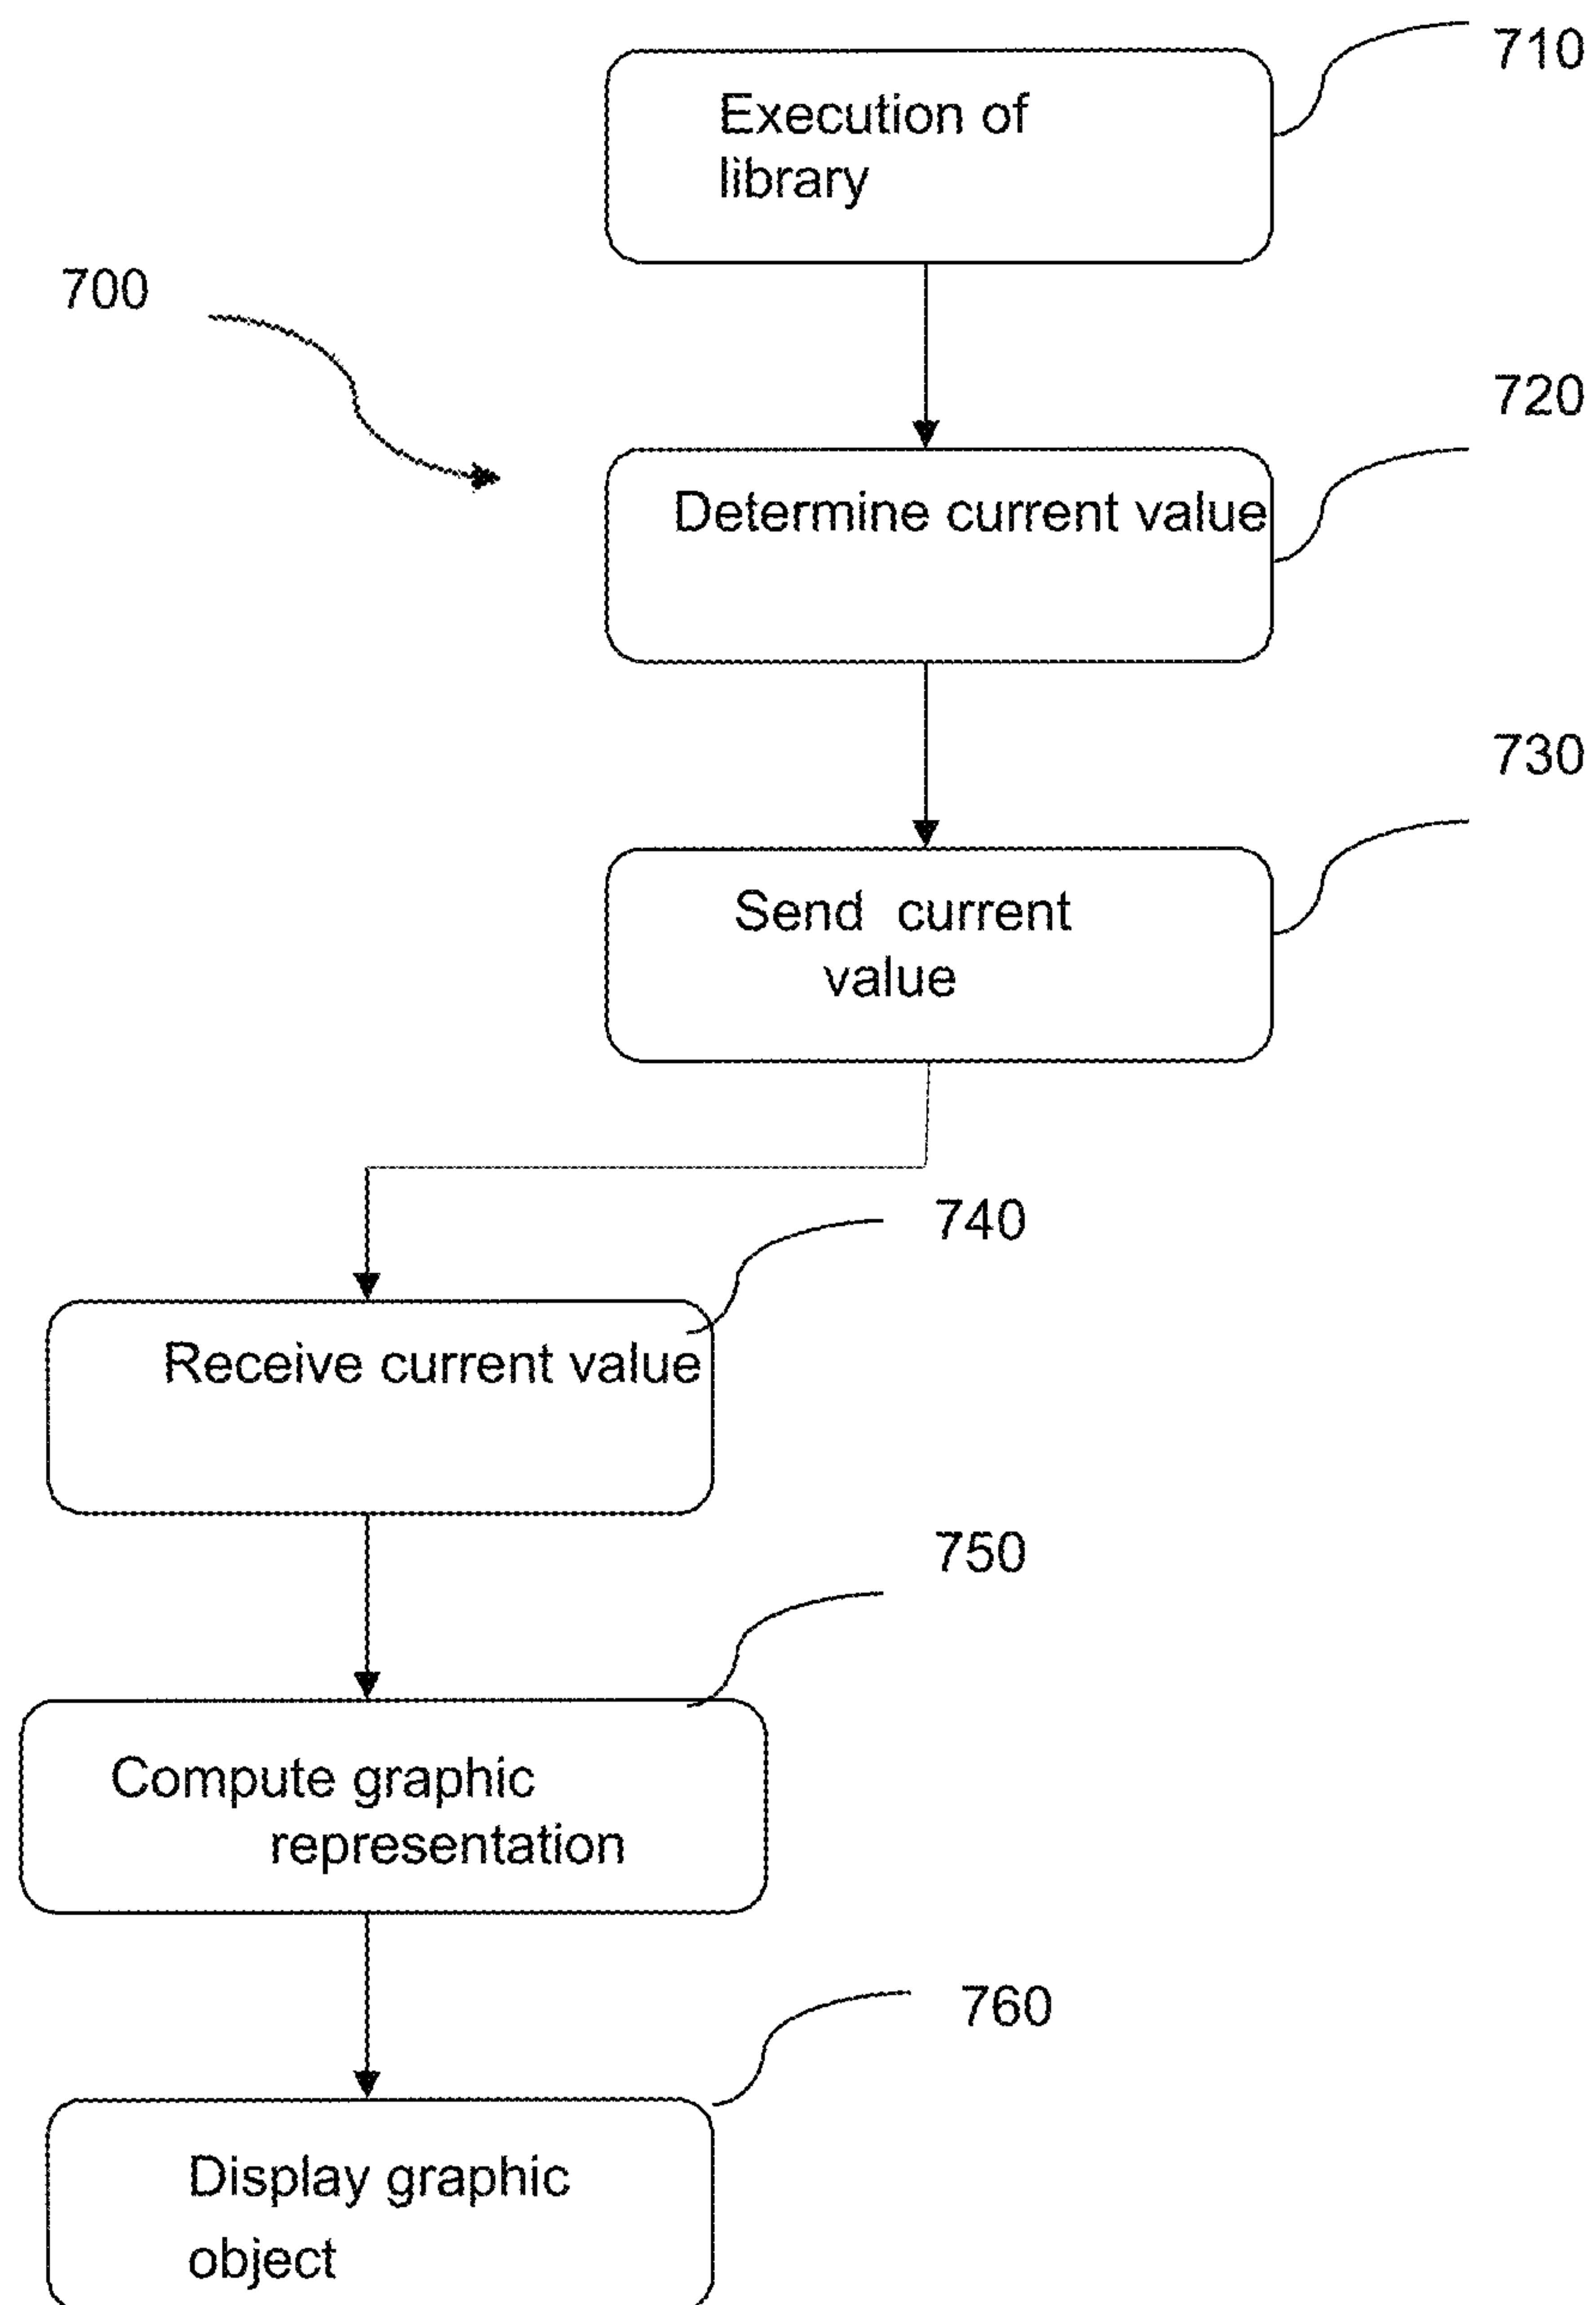 710
Execution of
library
700
720
Determine current value
730
Send current
value
740
Receive current value
750
Compute graphic
representation
760
Display graphic
object